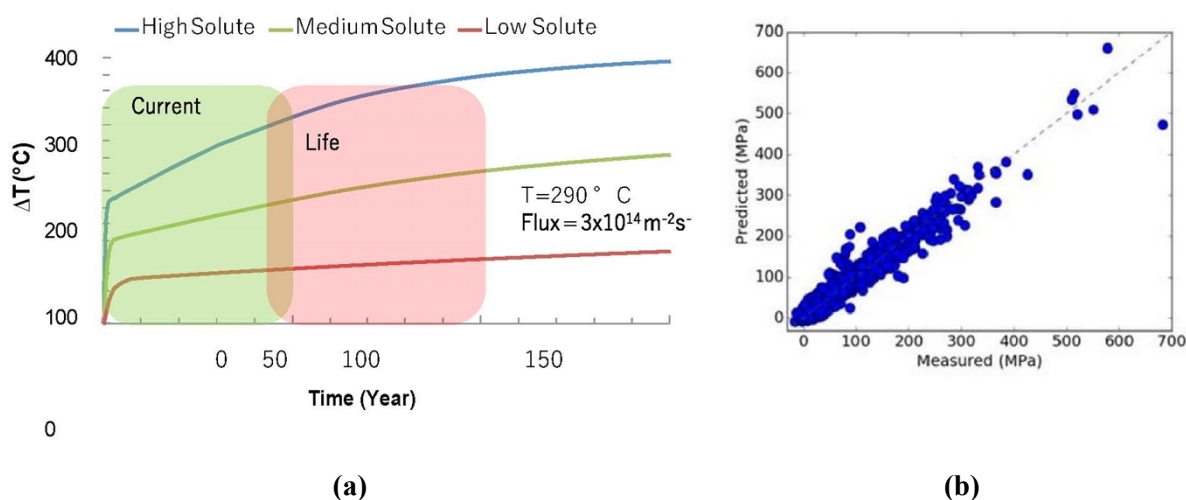 High Solute Medium Solute Low Solute
400
300
200
100
0
ΔT(°C)
Current
Life
T=290° C
Flux=3x10¹⁴m⁻²s⁻
0 50 100 150
Time (Year)
(a)
700
600
500
400
300
200
100
0
Predicted (MPa)
0 100 200 300 400 500 600 700
Measured (MPa)
(b)